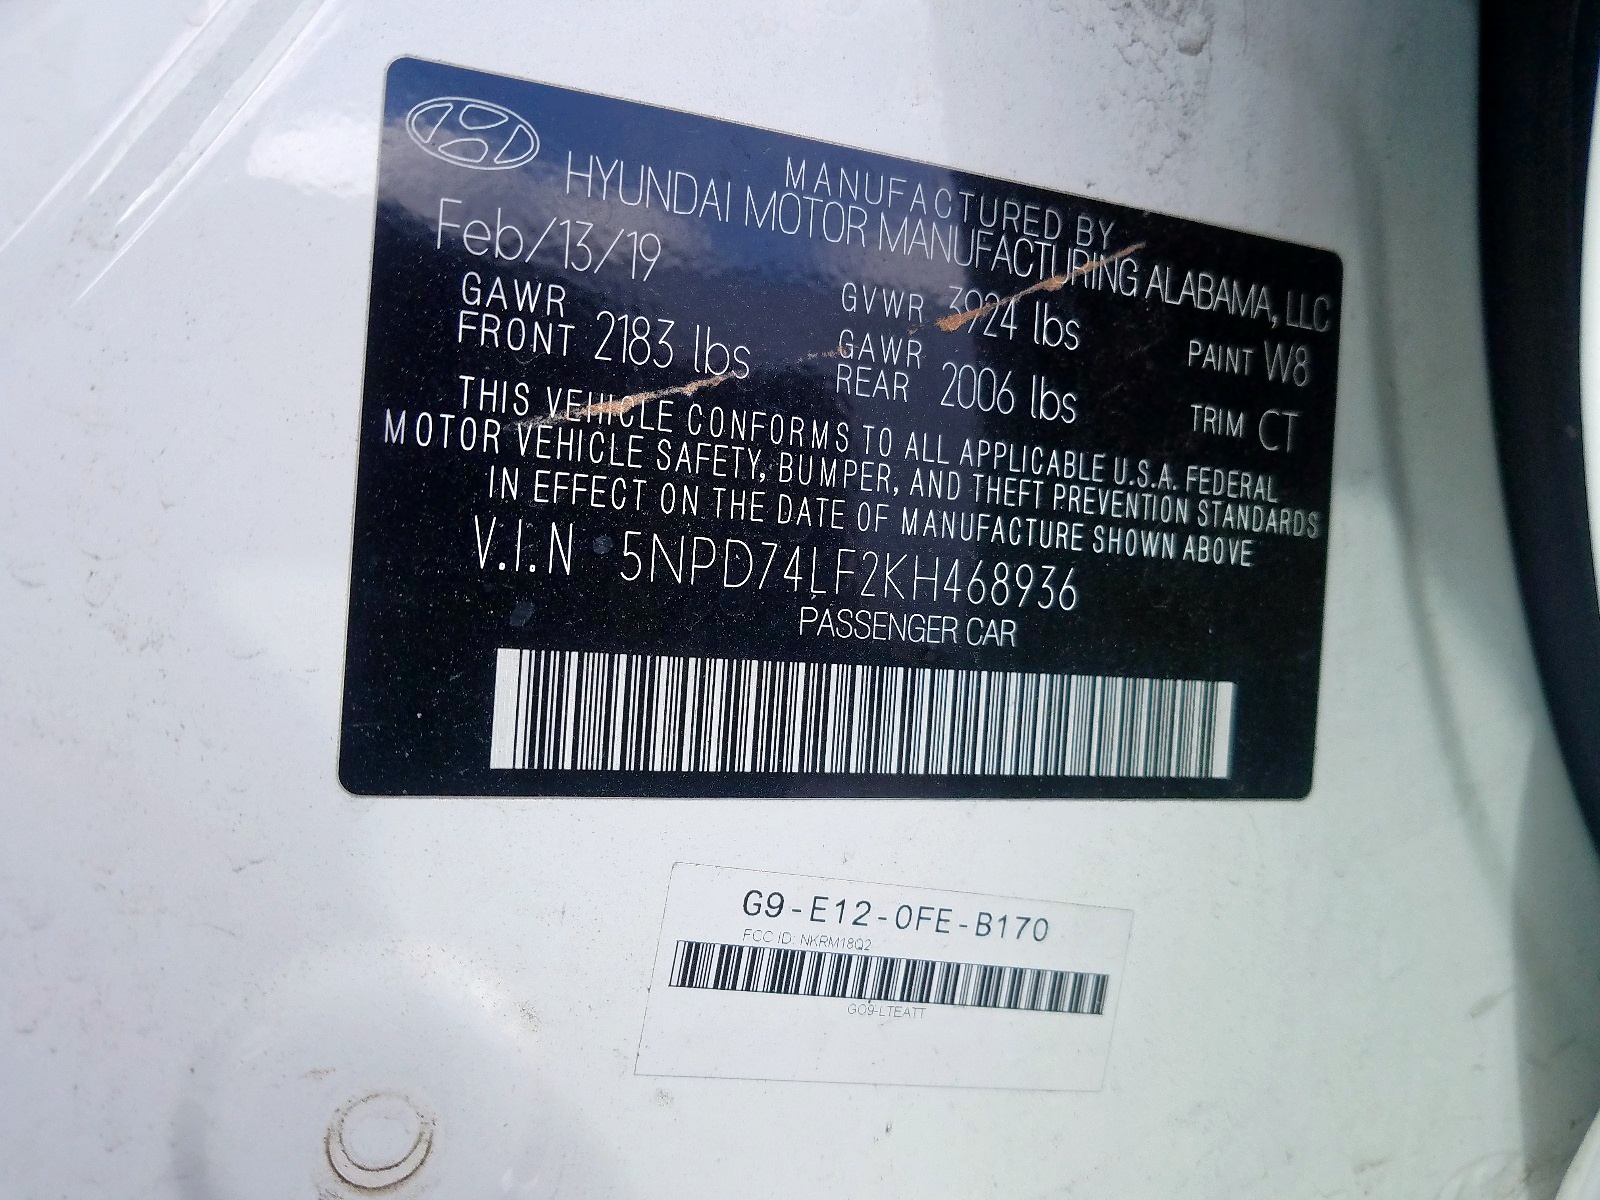 MANUFACTURED BY
HYUNDAI MOTOR MANUFACTURING ALABAMA, LLC
Feb/13/19
GVWR 3924 lbs
PAINT W8
GAWR
FRONT 2183 lbs
GAWR
REAR 2006 lbs
TRIM CT
THIS VEHICLE CONFORMS TO ALL APPLICABLE U.S.A. FEDERAL
MOTOR VEHICLE SAFETY, BUMPER, AND THEFT PREVENTION STANDARDS
IN EFFECT ON THE DATE OF MANUFACTURE SHOWN ABOVE
V.I.N 5NPD74LF2KH468936
PASSENGER CAR
G9-E12-0FE-B170
FCC ID: NKRM18Q2
G09-LTEATT